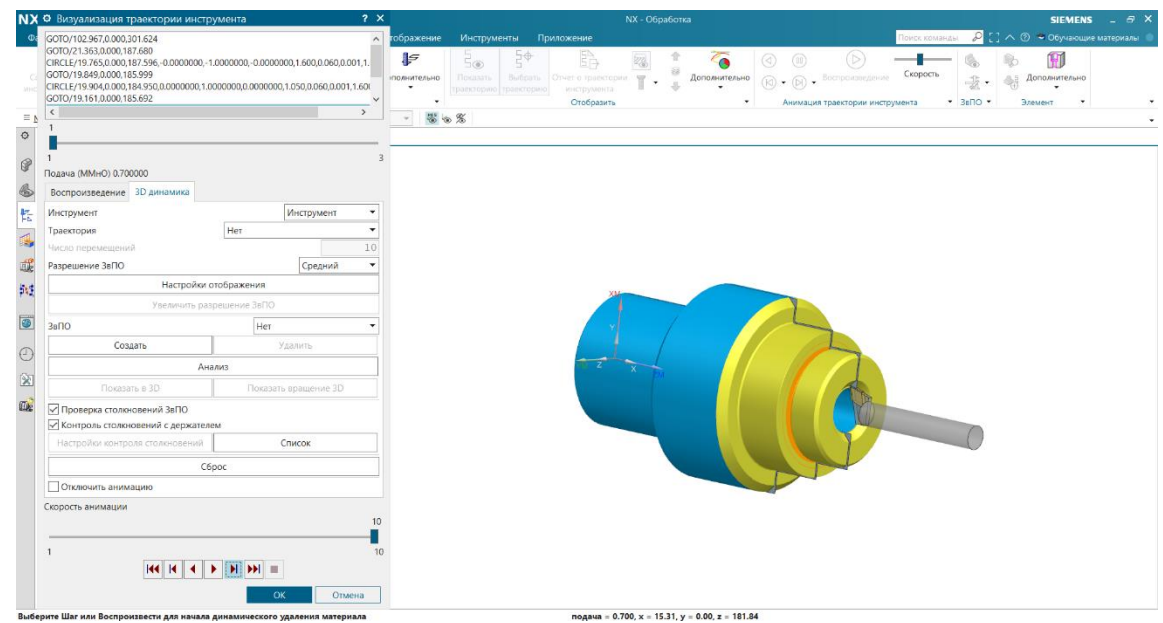 NX Визуализация траектории инструмента ? ×
NX - Обработка
SIEMENS
GOTO/102.967,0.000,301.624
GOTO/21.363,0.000,187.680
CIRCLE/19.765,0.000,187.596,-0.0000000,-1.0000000,-0.0000000,1.600,0.060,0.001,1.
GOTO/19.849,0.000,185.999
CIRCLE/19.904,0.000,184.950,0.0000000,1.0000000,0.0000000,1.050,0.060,0.001,1.60
GOTO/19.161,0.000,185.692
Инструменты
Приложение
Поиск команды
Обучающие материалы
Показать траекторию
Выбрать траекторию
Отчет о траектории инструмента
Дополнительно
Воспроизведение
Скорость
Дополнительно
Отобразить
Анимация траектории инструмента
ЗвПО
Элемент
1
1 3
Подача (ММнО) 0.700000
Воспроизведение 3D динамика
Инструмент Инструмент
Траектория Нет
Число перемещений 10
Разрешение ЗвПО Средний
Настройки отображения
Увеличить разрешение ЗвПО
ЗвПО Нет
Создать Удалить
Анализ
Показать в 3D Показать вращение 3D
Проверка столкновений ЗвПО
Контроль столкновений с держателем
Настройки контроля столкновений Список
Сброс
Отключить анимацию
Скорость анимации
10
1 10
OK Отмена
XM
Y
Z
X
Выберите Шаг или Воспроизвести для начала динамического удаления материала
подача = 0.700, x = 15.31, y = 0.00, z = 181.84